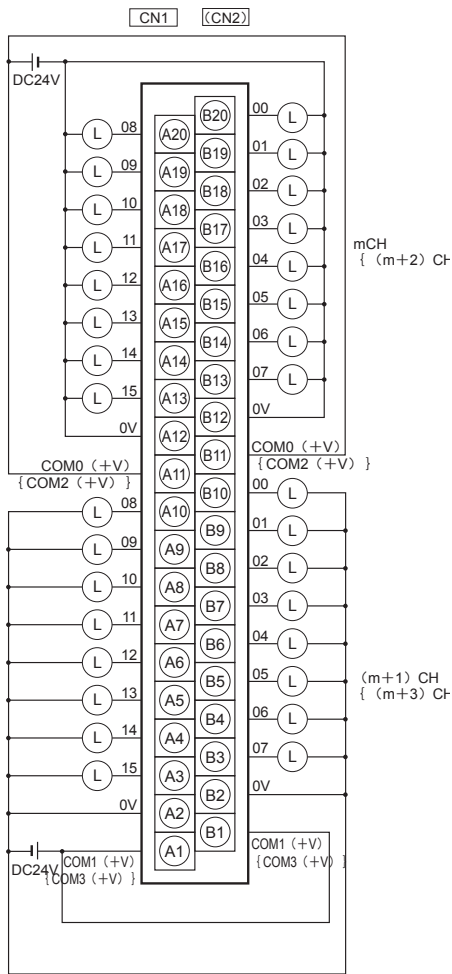 CN1 (CN2)
DC24V
B20 00 L
L 08 A20
B19 01 L
L 09 A19
B18 02 L
L 10 A18
B17 03 L
L 11 A17
mCH
{ (m+2) CH
B16 04 L
L 12 A16
B15 05 L
L 13 A15
B14 06 L
L 14 A14
B13 07 L
L 15 A13
B12 0V
0V A12
B11 COM0 (+V)
{COM2 (+V) }
COM0 (+V) A11
{COM2 (+V) }
B10 00 L
L 08 A10
B9 01 L
L 09 A9
B8 02 L
L 10 A8
B7 03 L
L 11 A7
B6 04 L
L 12 A6
B5 05 L
(m+1) CH
{ (m+3) CH
L 13 A5
B4 06 L
L 14 A4
B3 07 L
L 15 A3
B2 0V
0V A2
B1 COM1 (+V)
{COM3 (+V) }
A1
COM1 (+V)
{COM3 (+V) }
DC24V